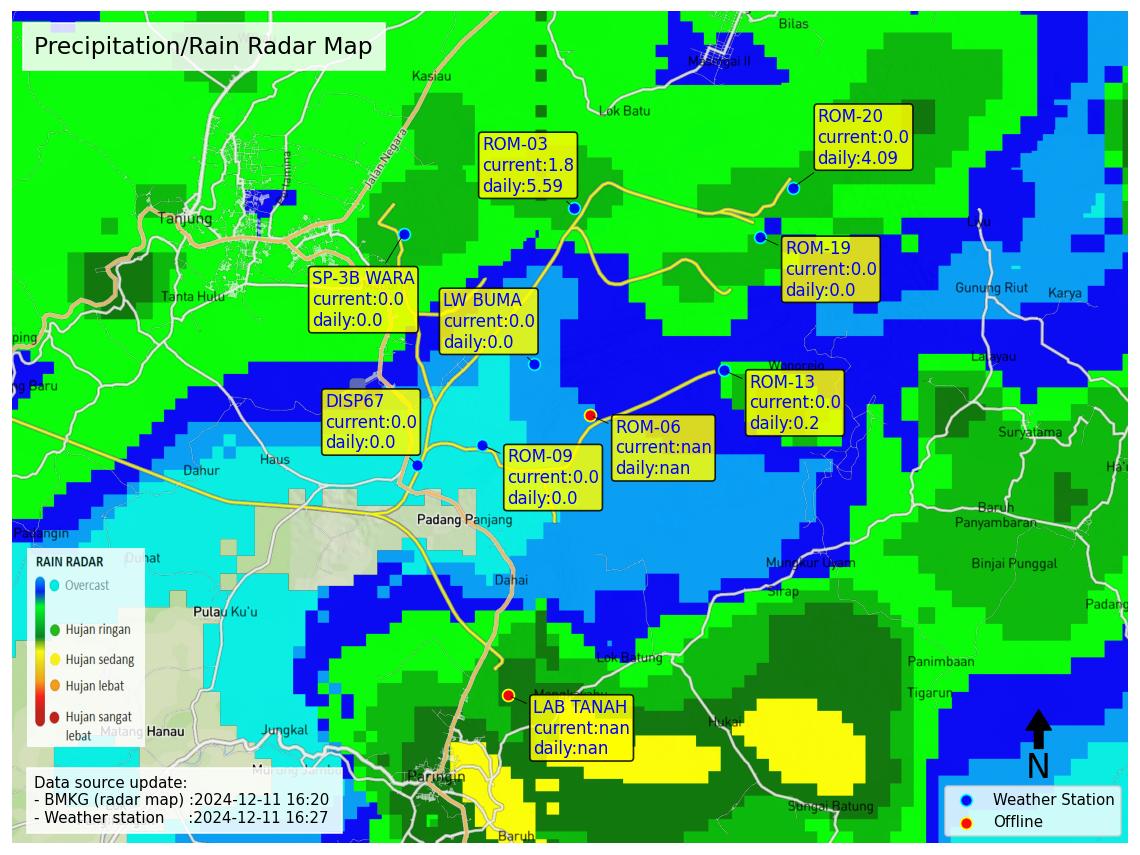 Precipitation/Rain Radar Map
Bilas
Masingai II
Kasiau
Lok Batu
Jalan Negara
Pertamina
ROM-20
current:0.0
daily:4.09
ROM-03
current:1.8
daily:5.59
Tanjung
Liyu
ROM-19
current:0.0
daily:0.0
SP-3B WARA
current:0.0
daily:0.0
LW BUMA
current:0.0
daily:0.0
Tanta Hulu
Gunung Riut
Karya
ping
Lalayau
Wonorejo
ng Baru
ROM-13
current:0.0
daily:0.2
DISP67
current:0.0
daily:0.0
ROM-06
current:nan
daily:nan
Suryatama
ROM-09
current:0.0
daily:0.0
Haus
Dahur
Baruh
Panyambaran
Padang Panjang
Padangin
Mungkur Uyam
Binjai Punggal
Dahai
Sirap
RAIN RADAR
Overcast
Hujan ringan
Hujan sedang
Hujan lebat
Hujan sangat
lebat
Pulau Ku'u
Padang
Lok Batung
Panimbaan
Tigarun
LAB TANAH
current:nan
daily:nan
Hukai
Matang Hanau
Jungkal
Murung Jambu
Paringin
Sungai Batung
Baruh
Data source update:
- BMKG (radar map) :2024-12-11 16:20
- Weather station :2024-12-11 16:27
N
Weather Station
Offline